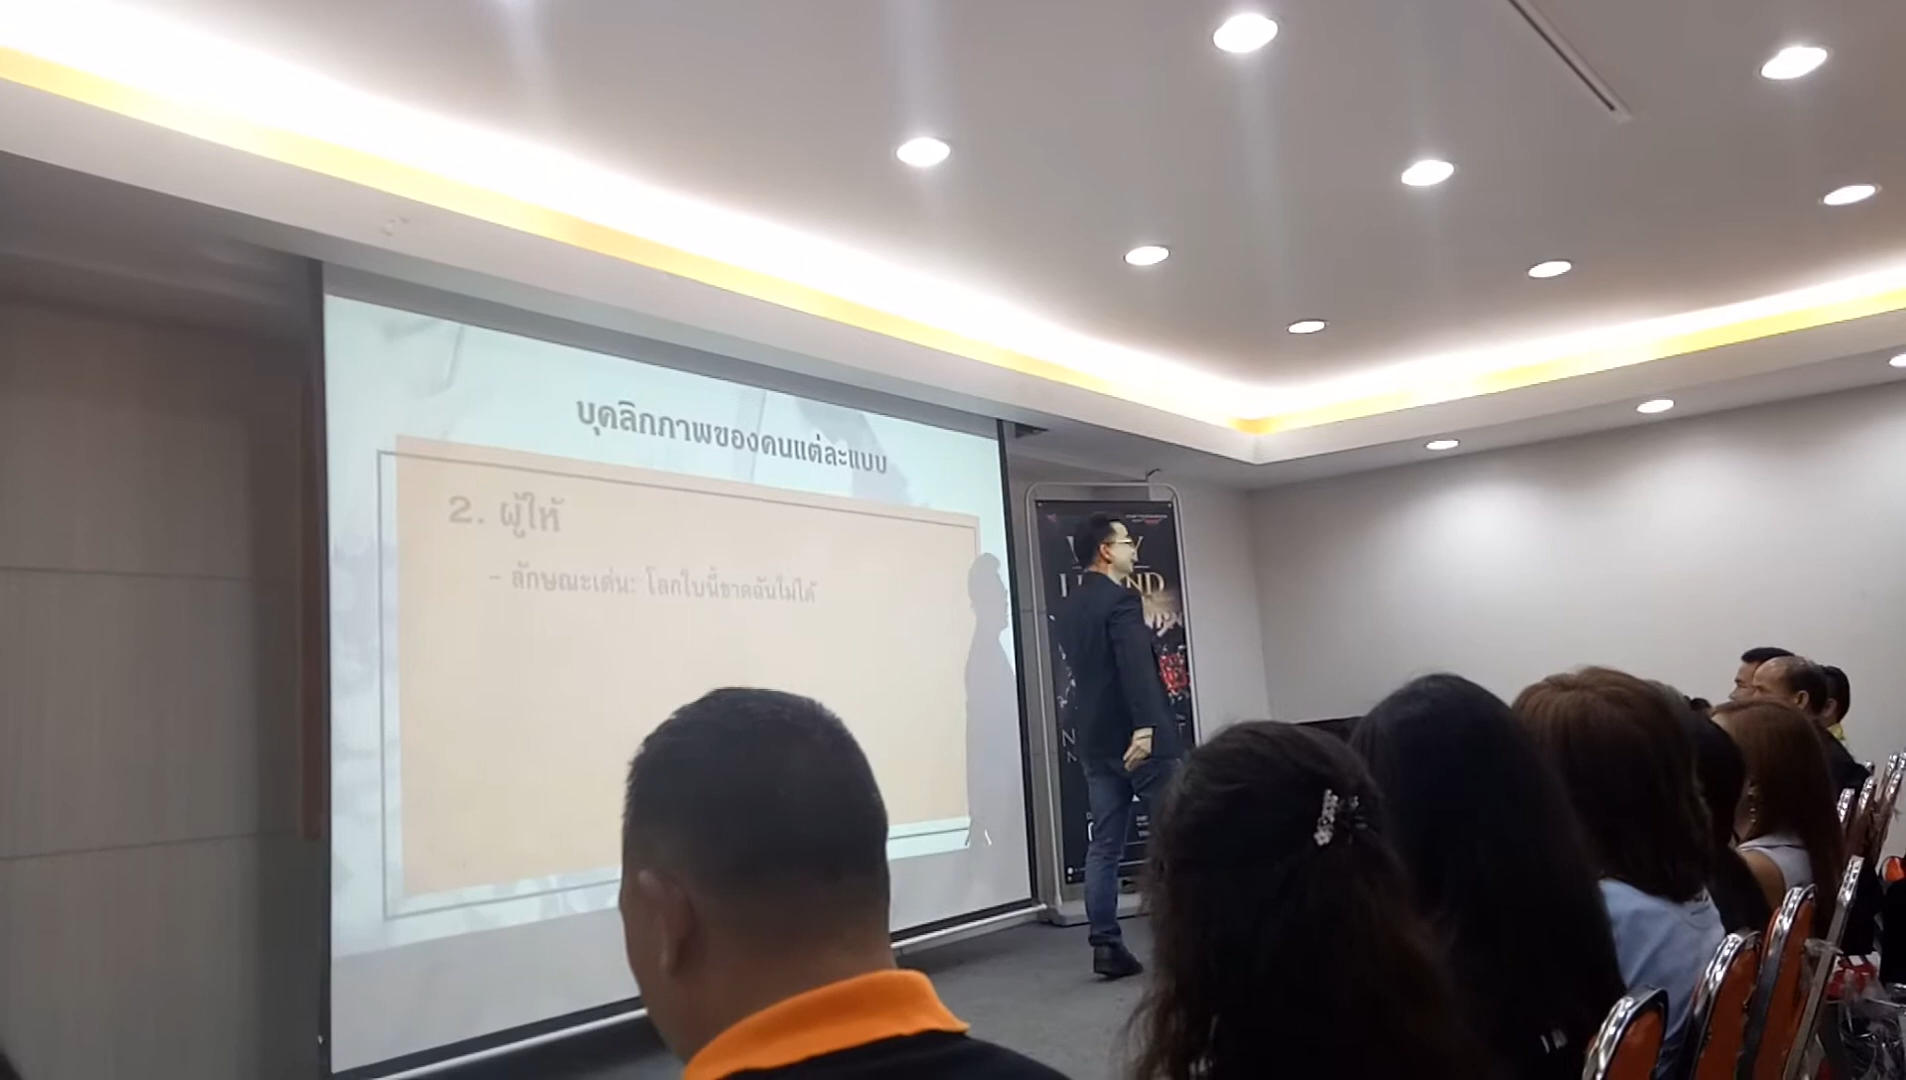 บุคลิกภาพของคนแต่ละแบบ
2. ผู้ให้
- ลักษณะเด่น: โลกใบนี้ขาดฉันไม่ได้